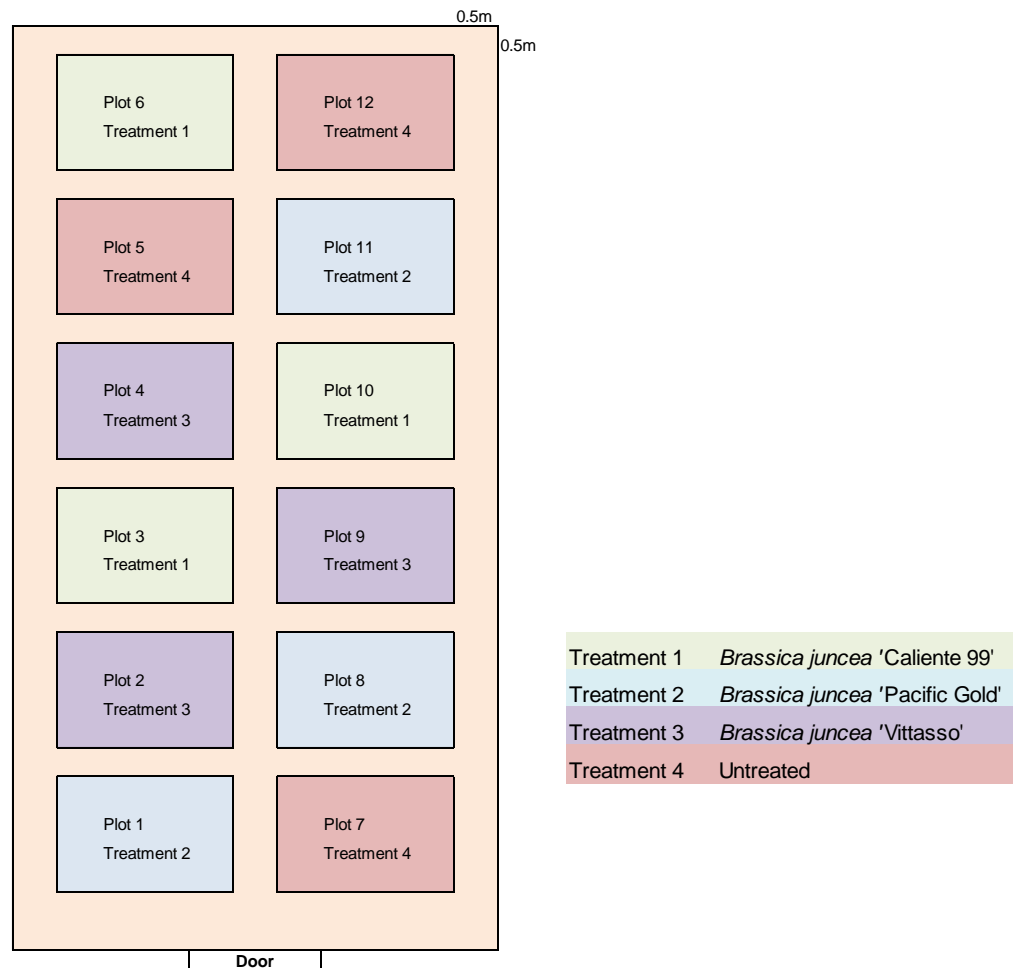 0.5m
0.5m
Plot 6
Treatment 1
Plot 12
Treatment 4
Plot 5
Treatment 4
Plot 11
Treatment 2
Plot 4
Treatment 3
Plot 10
Treatment 1
Plot 3
Treatment 1
Plot 9
Treatment 3
Plot 2
Treatment 3
Plot 8
Treatment 2
Plot 1
Treatment 2
Plot 7
Treatment 4
Door
Treatment 1 Brassica juncea 'Caliente 99'
Treatment 2 Brassica juncea 'Pacific Gold'
Treatment 3 Brassica juncea 'Vittasso'
Treatment 4 Untreated